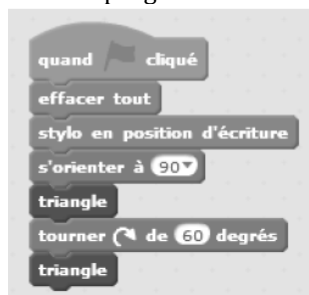 quand cliqué
effacer tout
stylo en position d'écriture
s'orienter à 90
triangle
tourner de 60 degrés
triangle